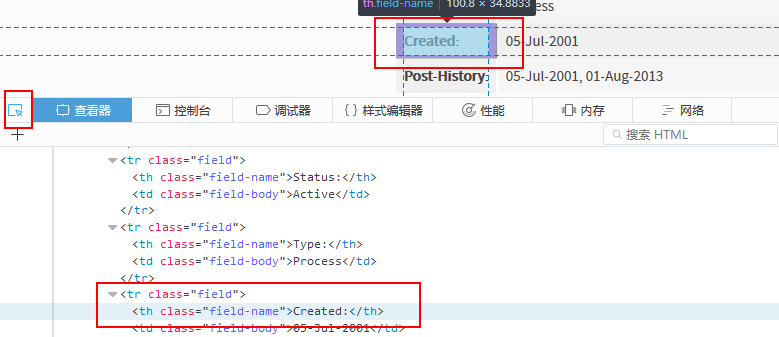 th.field-name | 100.8 × 34.8833
Created:
05-Jul-2001
Post-History:
05-Jul-2001, 01-Aug-2013
查看器
控制台
调试器
{ } 样式编辑器
性能
内存
网络
+
搜索 HTML
<tr class="field">
<th class="field-name">Status:</th>
<td class="field-body">Active</td>
</tr>
<tr class="field">
<th class="field-name">Type:</th>
<td class="field-body">Process</td>
</tr>
<tr class="field">
<th class="field-name">Created:</th>
<td class="field-body">05-Jul-2001</td>